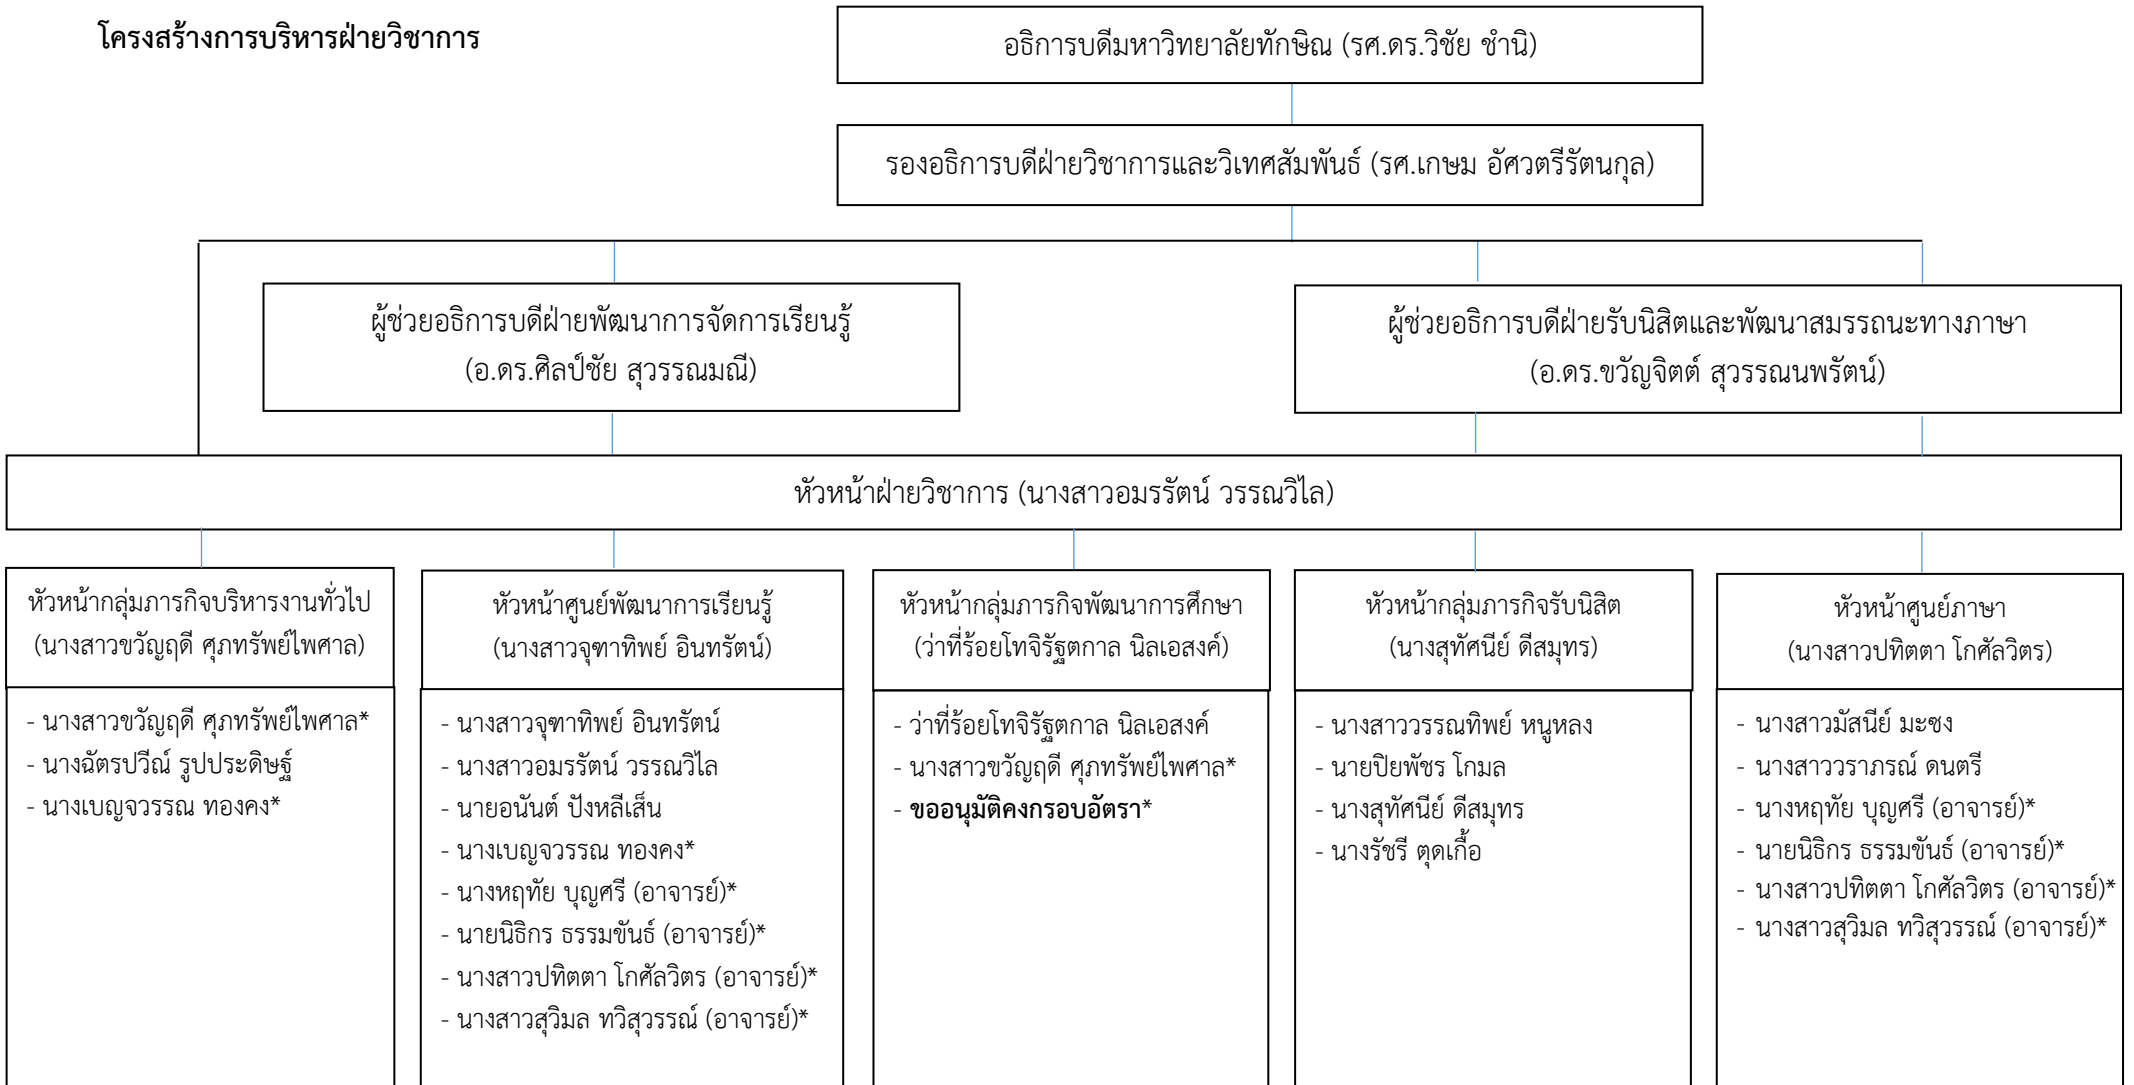 โครงสร้างการบริหารฝ่ายวิชาการ
อธิการบดีมหาวิทยาลัยทักษิณ (รศ.ดร.วิชัย ชำนิ)
รองอธิการบดีฝ่ายวิชาการและวิเทศสัมพันธ์ (รศ.เกษม อัศวตรีรัตนกุล)
ผู้ช่วยอธิการบดีฝ่ายพัฒนาการจัดการเรียนรู้
(อ.ดร.ศิลป์ชัย สุวรรณมณี)
ผู้ช่วยอธิการบดีฝ่ายรับนิสิตและพัฒนาสมรรถนะทางภาษา
(อ.ดร.ขวัญจิตต์ สุวรรณนพรัตน์)
หัวหน้าฝ่ายวิชาการ (นางสาวอมรรัตน์ วรรณวิไล)
หัวหน้ากลุ่มภารกิจบริหารงานทั่วไป
(นางสาวขวัญฤดี ศุภทรัพย์ไพศาล)
- นางสาวขวัญฤดี ศุภทรัพย์ไพศาล*
- นางฉัตรปวีณ์ รูปประดิษฐ์
- นางเบญจวรรณ ทองคง*
หัวหน้าศูนย์พัฒนาการเรียนรู้
(นางสาวจุฑาทิพย์ อินทรัตน์)
- นางสาวจุฑาทิพย์ อินทรัตน์
- นางสาวอมรรัตน์ วรรณวิไล
- นายอนันต์ ปังหลีเส็น
- นางเบญจวรรณ ทองคง*
- นางหฤทัย บุญศรี (อาจารย์)*
- นายนิธิกร ธรรมขันธ์ (อาจารย์)*
- นางสาวปทิตตา โกศัลวิตร (อาจารย์)*
- นางสาวสุวิมล ทวิสุวรรณ์ (อาจารย์)*
หัวหน้ากลุ่มภารกิจพัฒนาการศึกษา
(ว่าที่ร้อยโทจิรัฐตกาล นิลเอสงค์)
- ว่าที่ร้อยโทจิรัฐตกาล นิลเอสงค์
- นางสาวขวัญฤดี ศุภทรัพย์ไพศาล*
- ขออนุมัติคงกรอบอัตรา*
หัวหน้ากลุ่มภารกิจรับนิสิต
(นางสุทัศนีย์ ดีสมุทร)
- นางสาววรรณทิพย์ หนูหลง
- นายปิยพัชร โกมล
- นางสุทัศนีย์ ดีสมุทร
- นางรัชรี ตุดเกื้อ
หัวหน้าศูนย์ภาษา
(นางสาวปทิตตา โกศัลวิตร)
- นางสาวมัสนีย์ มะซง
- นางสาววราภรณ์ ดนตรี
- นางหฤทัย บุญศรี (อาจารย์)*
- นายนิธิกร ธรรมขันธ์ (อาจารย์)*
- นางสาวปทิตตา โกศัลวิตร (อาจารย์)*
- นางสาวสุวิมล ทวิสุวรรณ์ (อาจารย์)*